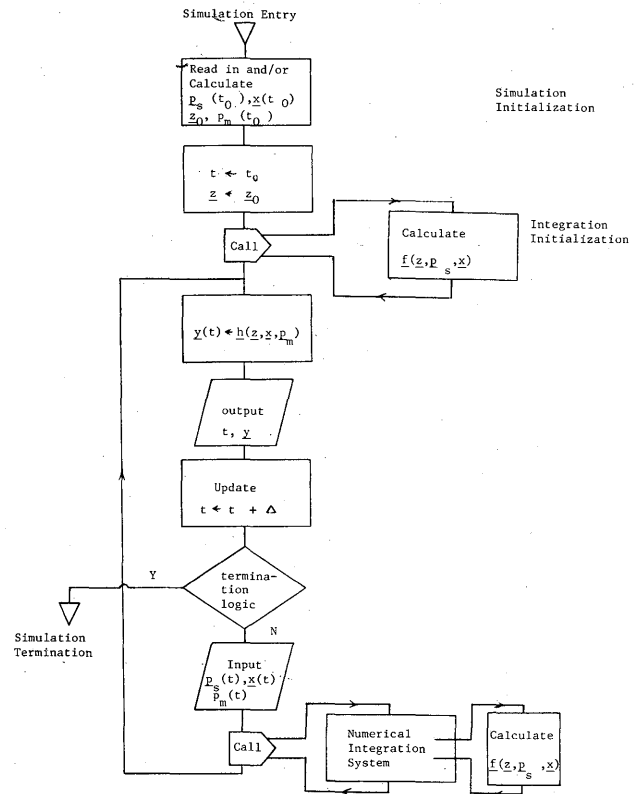 Simulation Entry
Read in and/or
Calculate
p_s (t_0), x(t 0)
z_0, p_m (t_0)
Simulation
Initialization
t ← t_0
z ← z_0
Call
Calculate
f(z,p_s,x)
Integration
Initialization
y(t) ← h(z,x,p_m)
output
t, y
Update
t ← t + Δ
termina-
tion
logic
Y
N
Simulation
Termination
Input
p_s(t),x(t)
p_m(t)
Call
Numerical
Integration
System
Calculate
f(z,p_s,x)